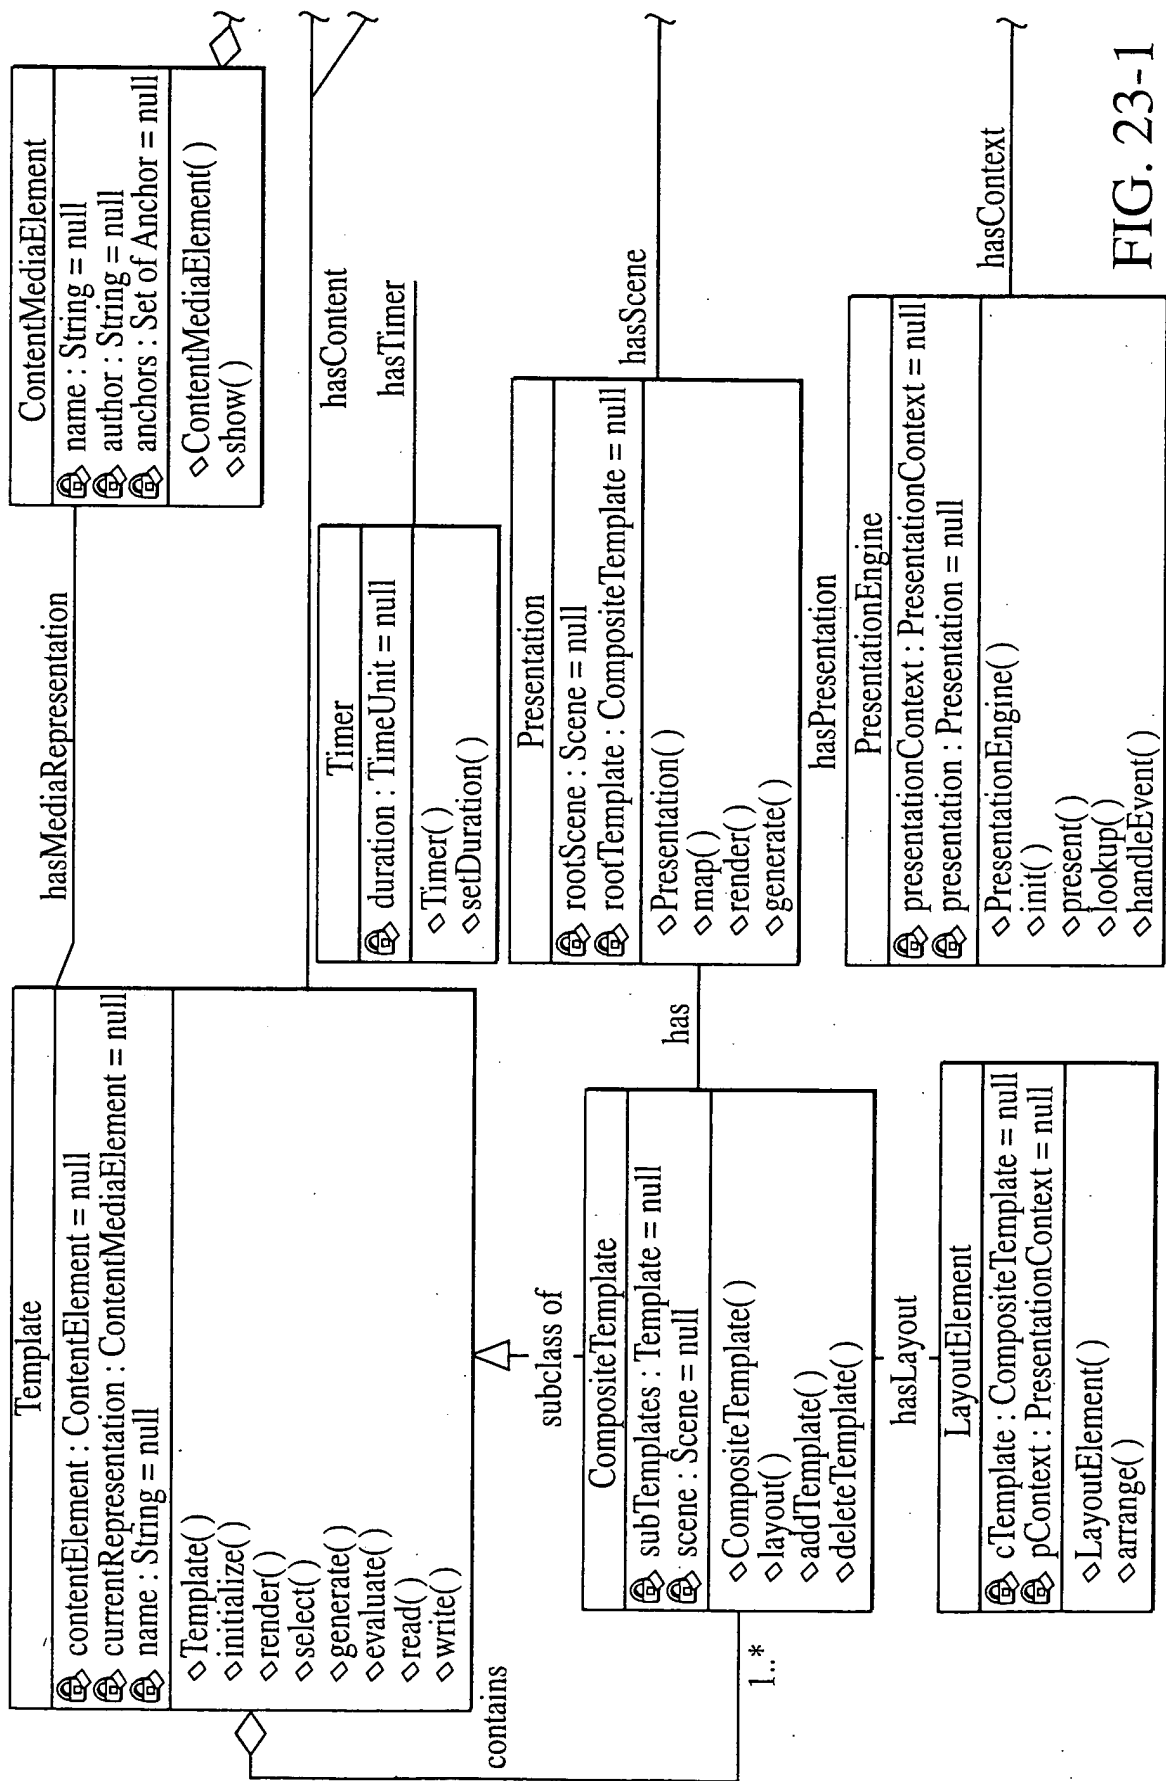 Template
contentElement : ContentElement = null
currentRepresentation : ContentMediaElement = null
name : String = null
Template( )
initialize( )
render( )
select( )
generate( )
evaluate( )
read( )
write( )
hasMediaRepresentation
ContentMediaElement
name : String = null
author : String = null
anchors : Set of Anchor = null
ContentMediaElement( )
show( )
hasContent
hasTimer
Timer
duration : TimeUnit = null
Timer( )
setDuration( )
contains
1..*
subclass of
CompositeTemplate
subTemplates : Template = null
scene : Scene = null
CompositeTemplate( )
layout( )
addTemplate( )
deleteTemplate( )
has
Presentation
rootScene : Scene = null
rootTemplate : CompositeTemplate = null
Presentation( )
map( )
render( )
generate( )
hasScene
hasLayout
LayoutElement
cTemplate : CompositeTemplate = null
pContext : PresentationContext = null
LayoutElement( )
arrange( )
hasPresentation
PresentationEngine
presentationContext : PresentationContext = null
presentation : Presentation = null
PresentationEngine( )
init( )
present( )
lookup( )
handleEvent( )
hasContext
FIG. 23-1